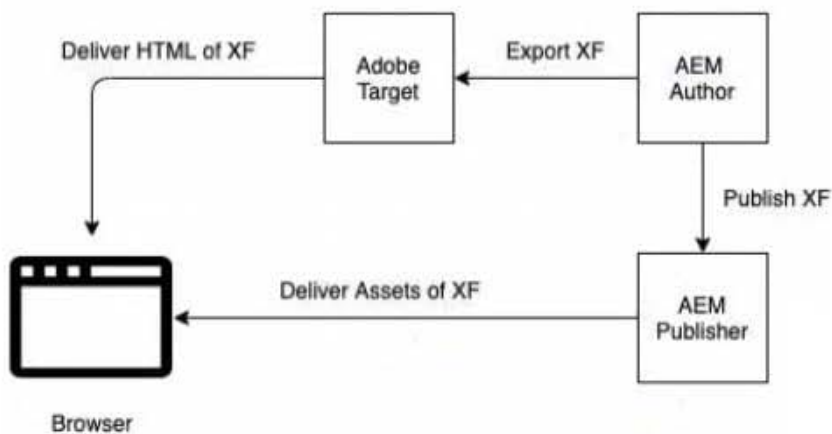 Deliver HTML of XF
Adobe
Target
Export XF
AEM
Author
Publish XF
Deliver Assets of XF
AEM
Publisher
Browser